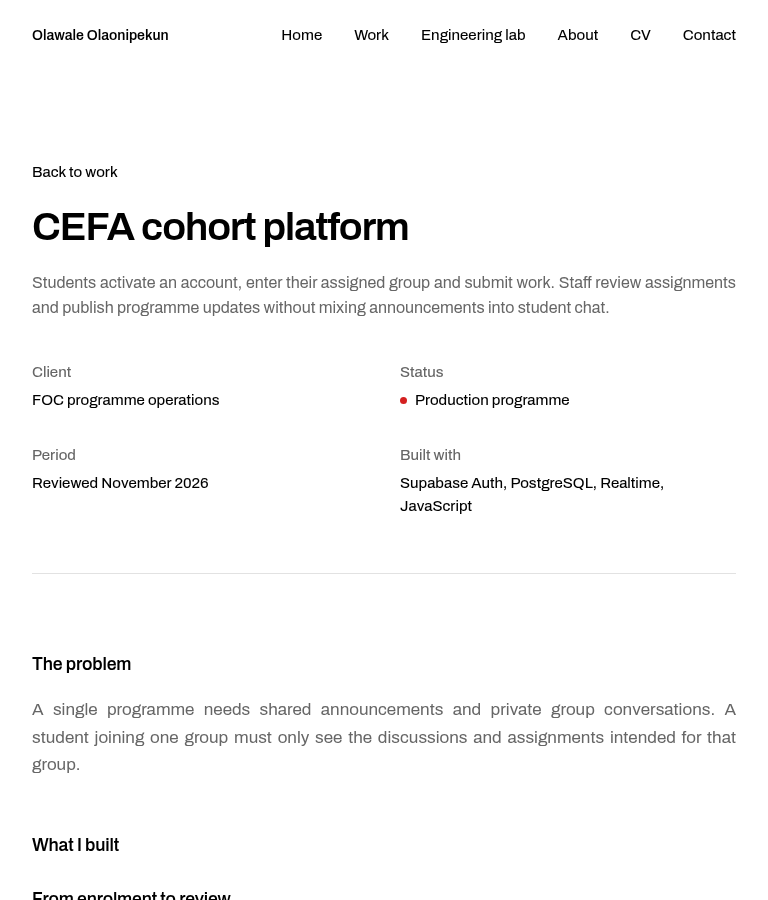 Olawale Olaonipekun Home Work Engineering lab About CV Contact
Back to work
CEFA cohort platform
Students activate an account, enter their assigned group and submit work. Staff review assignments
and publish programme updates without mixing announcements into student chat.
Client
FOC programme operations
Status
Production programme
Period
Reviewed November 2026
Built with
Supabase Auth, PostgreSQL, Realtime,
JavaScript
The problem
A single programme needs shared announcements and private group conversations. A
student joining one group must only see the discussions and assignments intended for that
group.
What I built
From enrolment to review